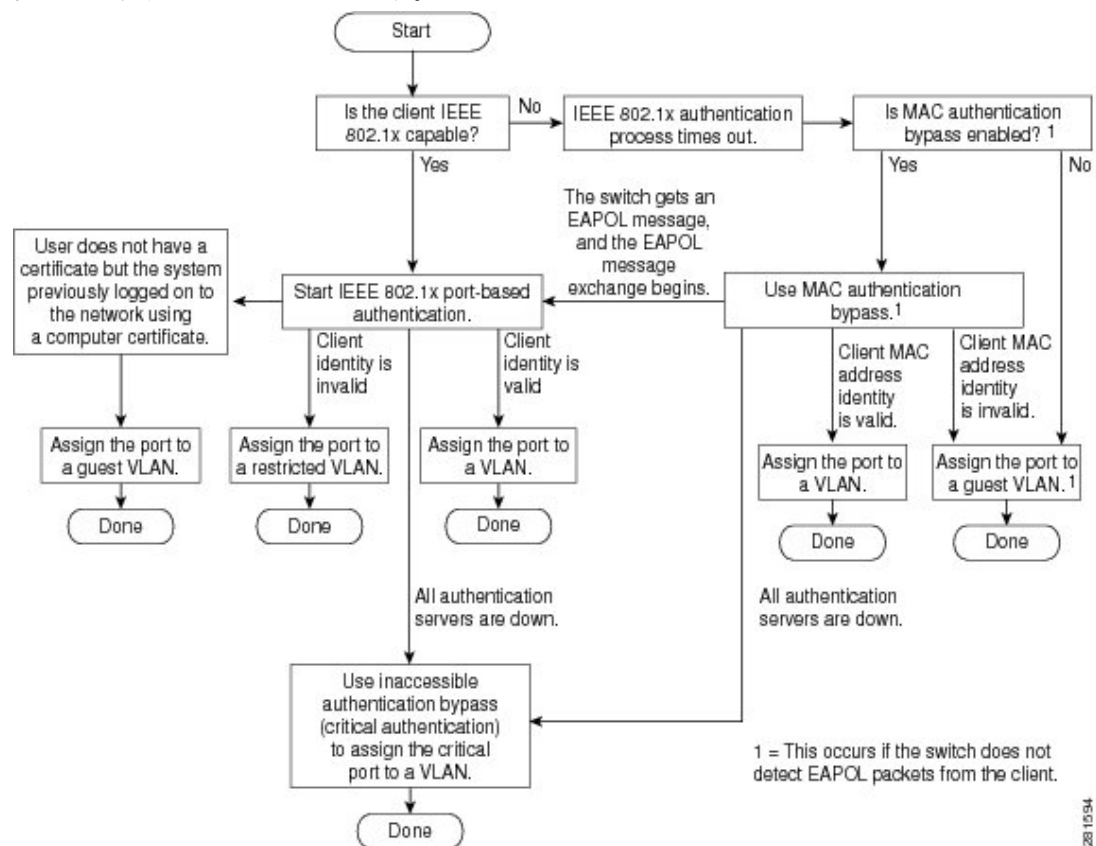 Start
Is the client IEEE
802.1x capable?
No
IEEE 802.1x authentication
process times out.
Is MAC authentication
bypass enabled? 1
Yes
Yes
No
The switch gets an
EAPOL message,
and the EAPOL
message
exchange begins.
User does not have a
certificate but the system
previously logged on to
the network using
a computer certificate.
Start IEEE 802.1x port-based
authentication.
Use MAC authentication
bypass.1
Client
identity is
invalid
Client
identity is
valid
Client MAC
address
identity
is valid.
Client MAC
address
identity
is invalid.
Assign the port to
a guest VLAN.
Assign the port to
a restricted VLAN.
Assign the port to
a VLAN.
Assign the port to
a VLAN.
Assign the port to
a guest VLAN.1
Done
Done
Done
Done
Done
All authentication
servers are down.
All authentication
servers are down.
Use inaccessible
authentication bypass
(critical authentication)
to assign the critical
port to a VLAN.
Done
1 = This occurs if the switch does not
detect EAPOL packets from the client.
281594